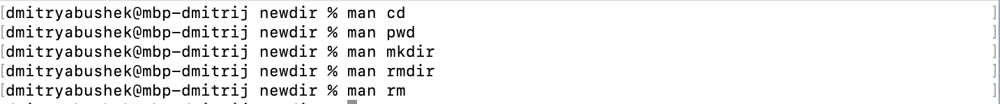 [dmitryabushek@mbp-dmitrij newdir % man cd ]
[dmitryabushek@mbp-dmitrij newdir % man pwd ]
[dmitryabushek@mbp-dmitrij newdir % man mkdir ]
[dmitryabushek@mbp-dmitrij newdir % man rmdir ]
[dmitryabushek@mbp-dmitrij newdir % man rm ]